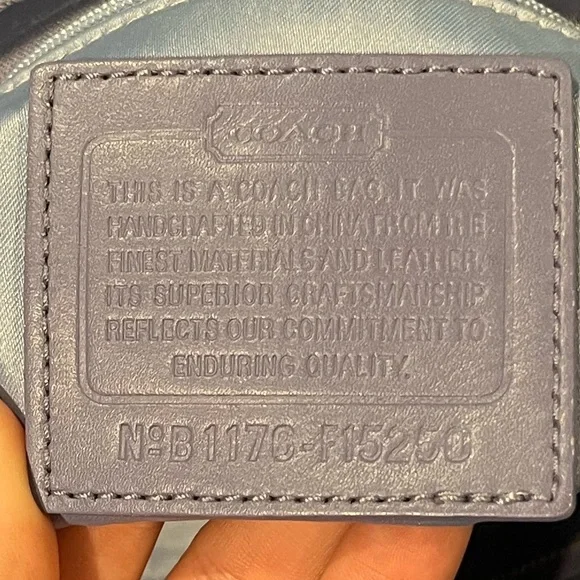 COACH
THIS IS A COACH BAG. IT WAS
HANDCRAFTED IN CHINA FROM THE
FINEST MATERIALS AND LEATHER.
ITS SUPERIOR CRAFTSMANSHIP
REFLECTS OUR COMMITMENT TO
ENDURING QUALITY.
NºB1176-F15250